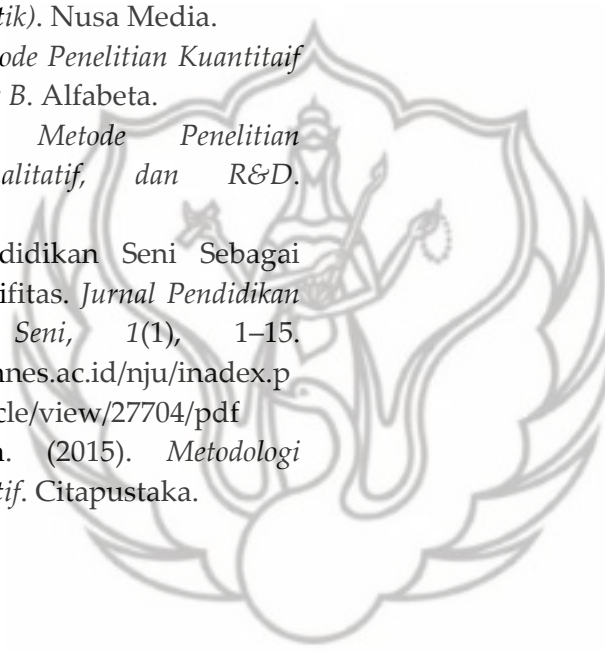 tik). Nusa Media.
ode Penelitian Kuantitaif
B. Alfabeta.
Metode Penelitian
alitatif, dan R&D.
didikan Seni Sebagai
ifitas. Jurnal Pendidikan
Seni, 1(1), 1–15.
nnes.ac.id/nju/inadex.p
cle/view/27704/pdf
(2015). Metodologi
tif. Citapustaka.